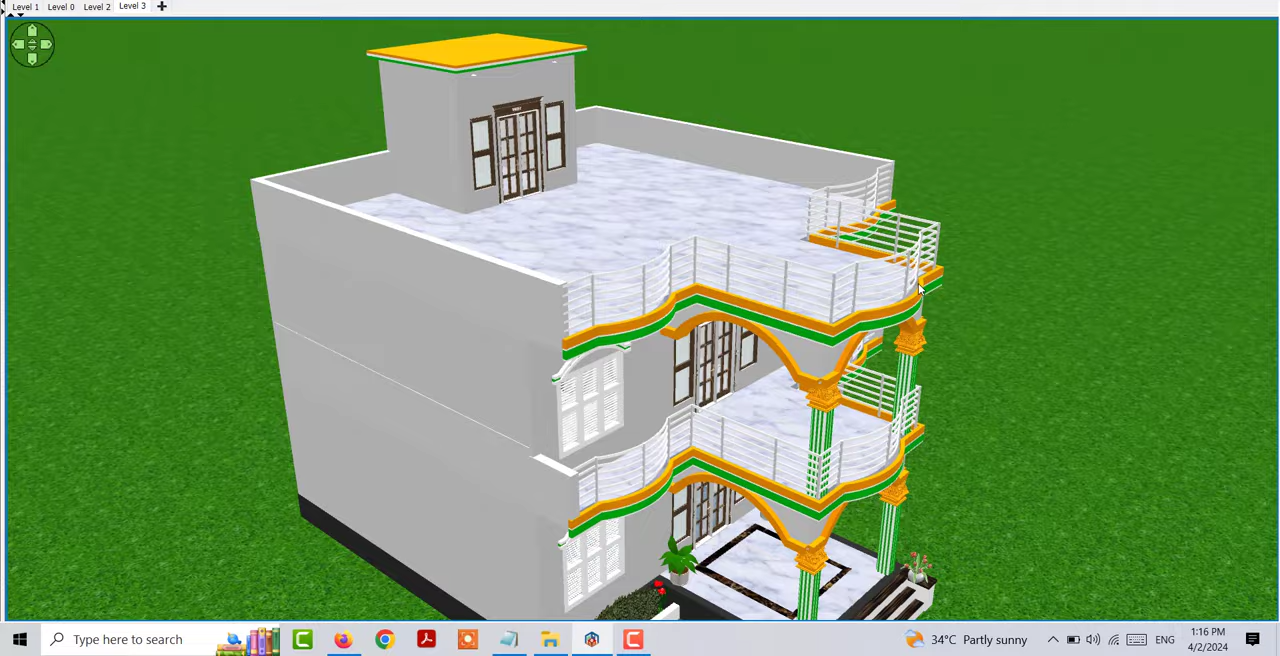 Level 1 Level 0 Level 2 Level 3
Type here to search
34°C Partly sunny
ENG
1:16 PM
4/2/2024